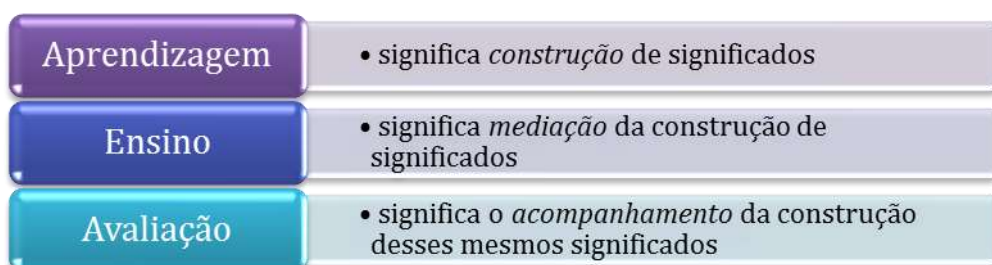 Aprendizagem
• significa construção de significados
Ensino
• significa mediação da construção de
significados
Avaliação
• significa o acompanhamento da construção
desses mesmos significados